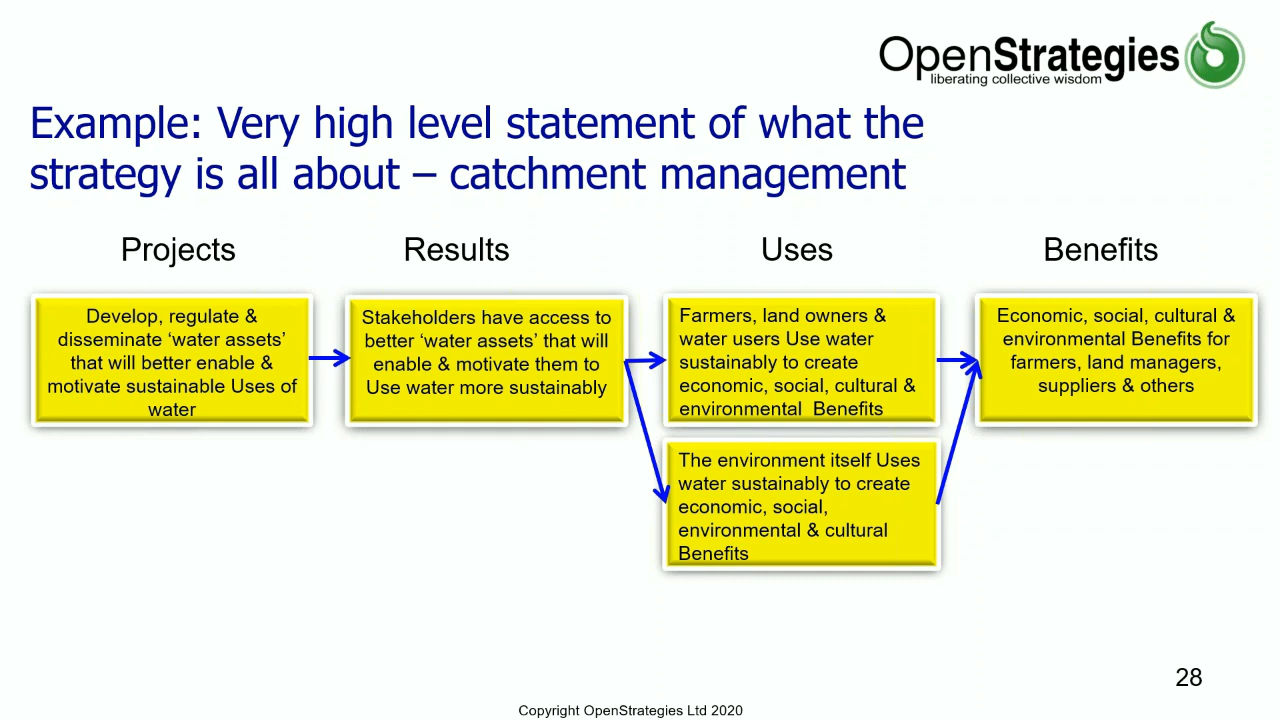 OpenStrategies
liberating collective wisdom
Example: Very high level statement of what the
strategy is all about – catchment management
Projects
Results
Uses
Benefits
Develop, regulate &
disseminate ‘water assets’
that will better enable &
motivate sustainable Uses of
water
Stakeholders have access to
better ‘water assets’ that will
enable & motivate them to
Use water more sustainably
Farmers, land owners &
water users Use water
sustainably to create
economic, social, cultural &
environmental Benefits
The environment itself Uses
water sustainably to create
economic, social,
environmental & cultural
Benefits
Economic, social, cultural &
environmental Benefits for
farmers, land managers,
suppliers & others
28
Copyright OpenStrategies Ltd 2020